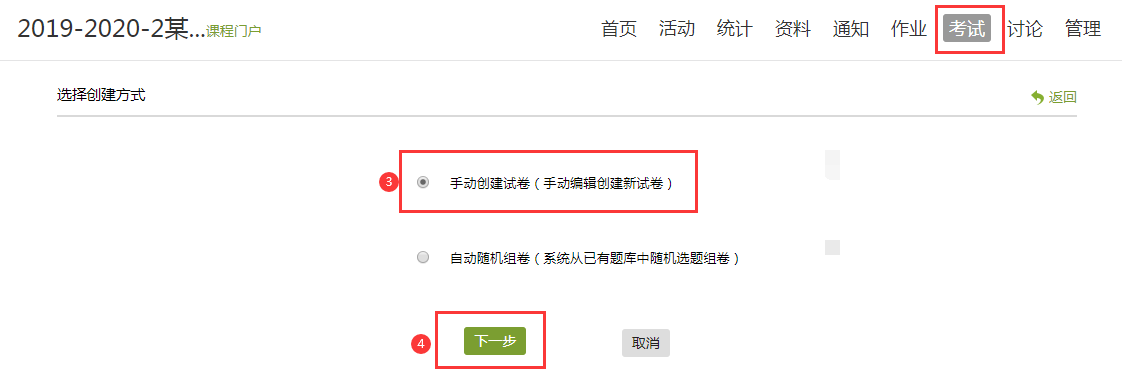 2019-2020-2某...课程门户 首页 活动 统计 资料 通知 作业 考试 讨论 管理
选择创建方式 返回
3 手动创建试卷（手动编辑创建新试卷）
自动随机组卷（系统从已有题库中随机选题组卷）
4 下一步 取消